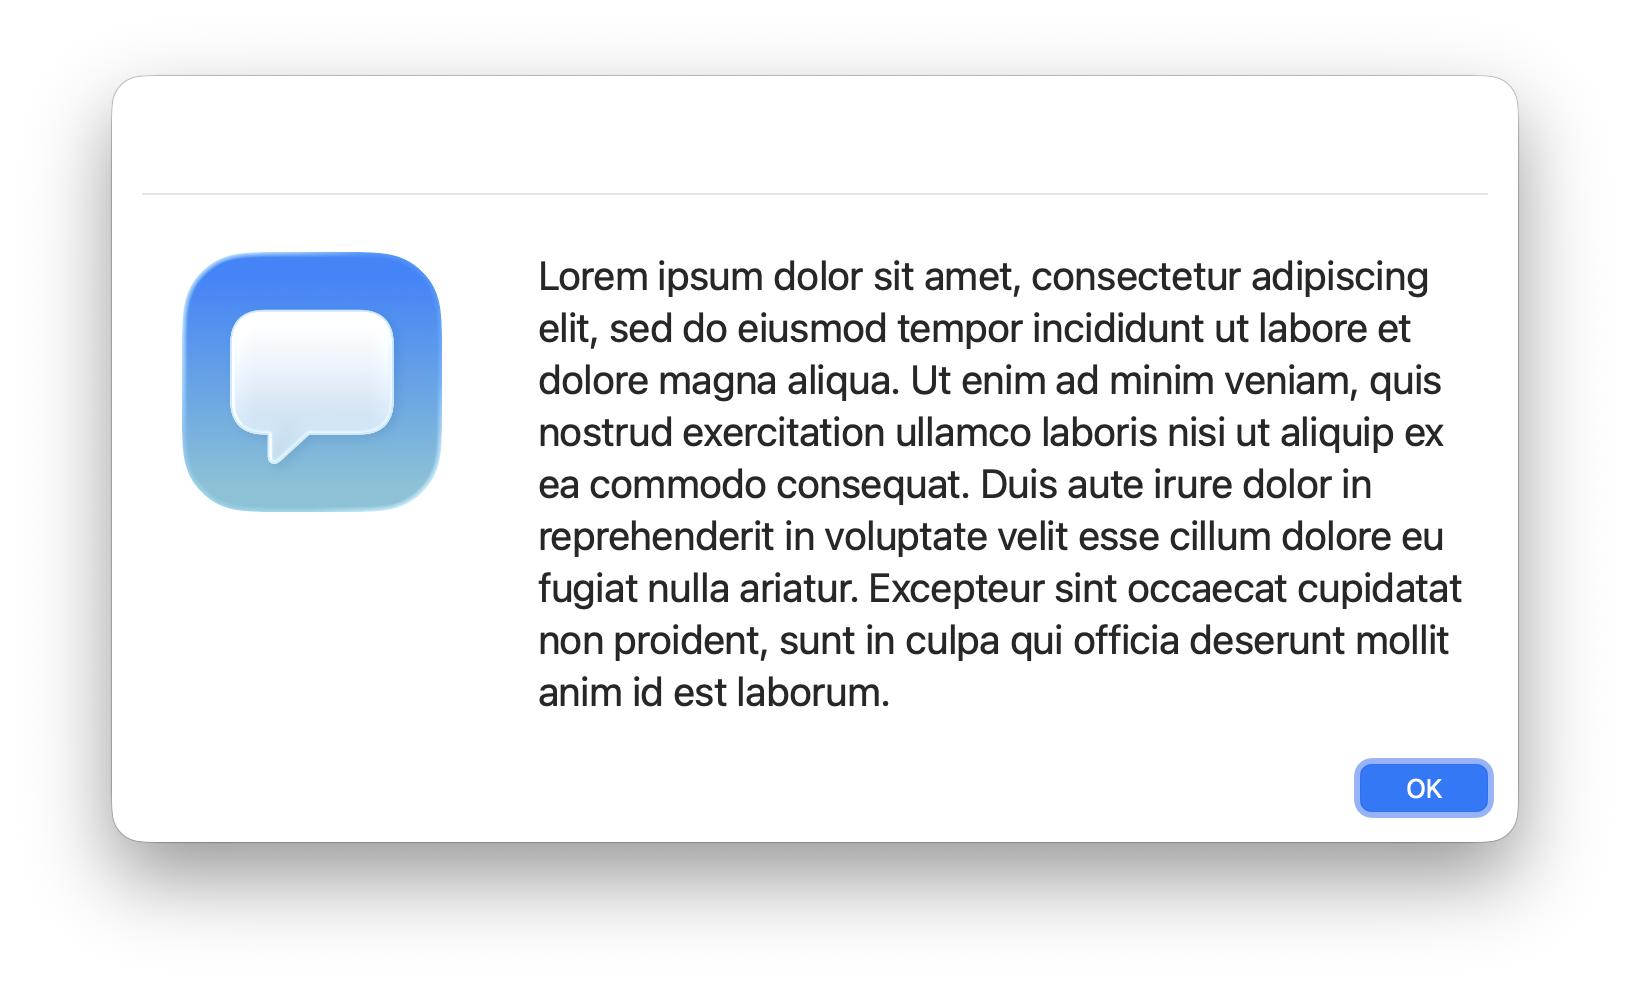 Lorem ipsum dolor sit amet, consectetur adipiscing
elit, sed do eiusmod tempor incididunt ut labore et
dolore magna aliqua. Ut enim ad minim veniam, quis
nostrud exercitation ullamco laboris nisi ut aliquip ex
ea commodo consequat. Duis aute irure dolor in
reprehenderit in voluptate velit esse cillum dolore eu
fugiat nulla ariatur. Excepteur sint occaecat cupidatat
non proident, sunt in culpa qui officia deserunt mollit
anim id est laborum.
OK